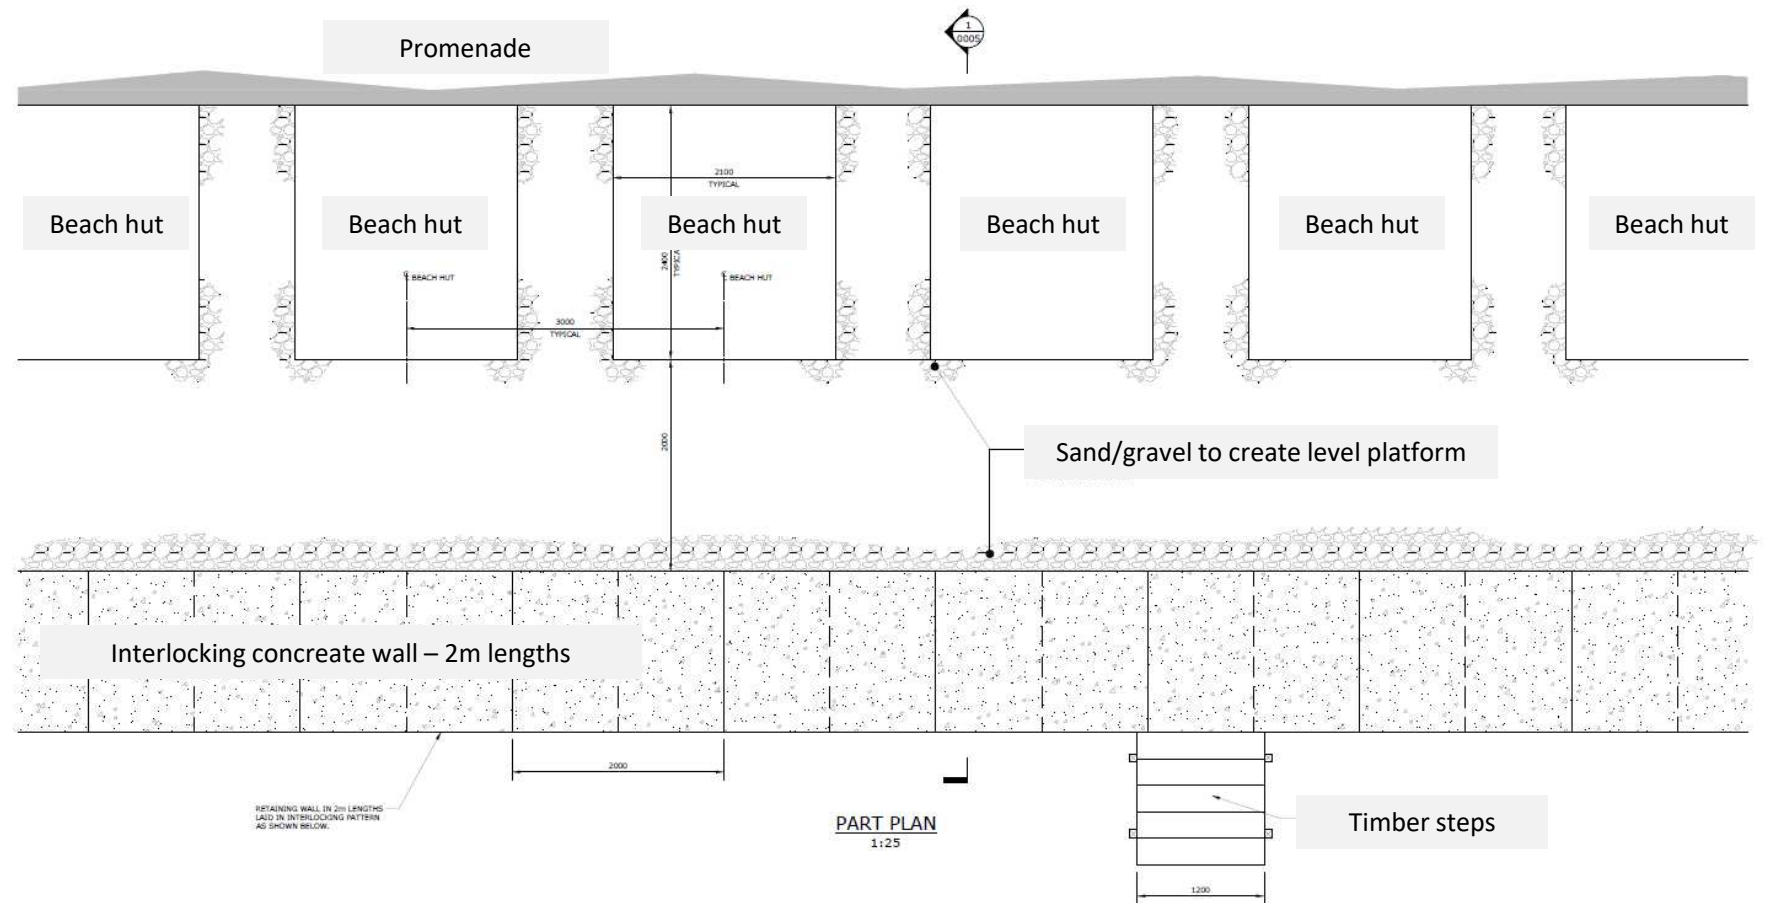 Promenade
1
0005
2100
TYPICAL
Beach hut
Beach hut
Beach hut
Beach hut
Beach hut
Beach hut
2400
TYPICAL
BEACH HUT
BEACH HUT
3000
TYPICAL
2000
Sand/gravel to create level platform
Interlocking concreate wall – 2m lengths
2000
RETAINING WALL IN 2m LENGTHS
LAID IN INTERLOCKING PATTERN
AS SHOWN BELOW.
PART PLAN
1:25
Timber steps
1200